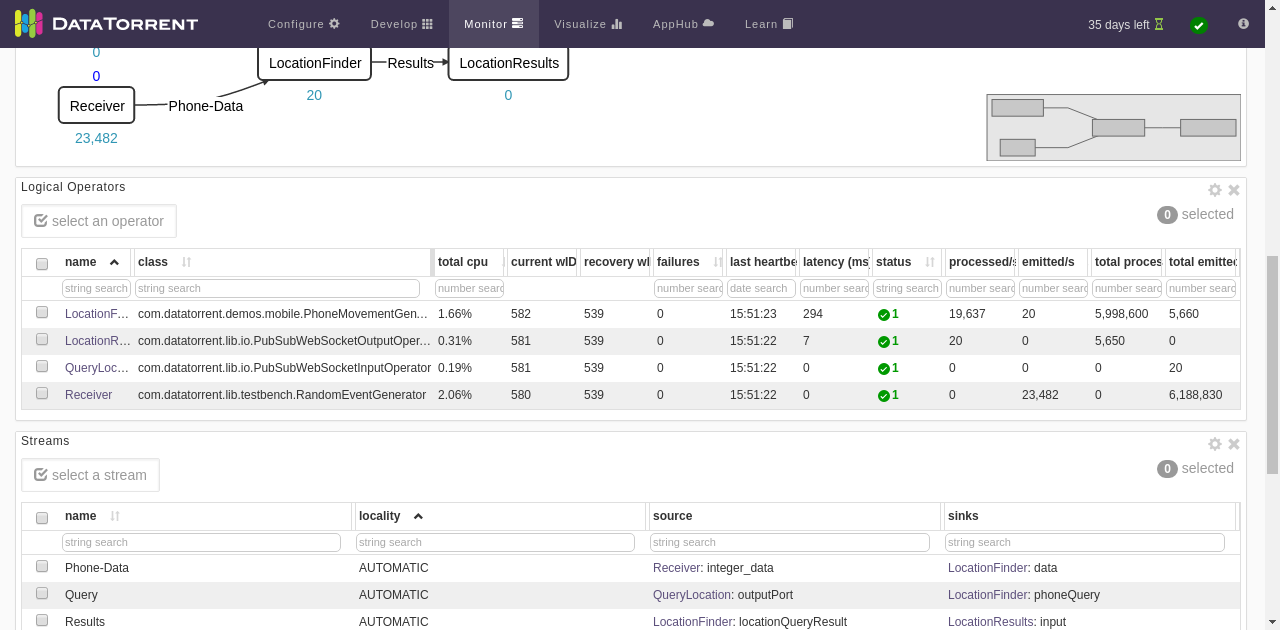 DATATORRENT
Configure
Develop
Monitor
Visualize
AppHub
Learn
35 days left
0
LocationFinder
Results
LocationResults
0
20
0
Receiver
Phone-Data
23,482
Logical Operators
select an operator
0 selected
name class total cpu current wID recovery wI failures last heartbe latency (ms status processed/s emitted/s total proces total emitted
string search string search number searc number searc date search number searc string search number searc number searc number searc number searc
LocationF... com.datatorrent.demos.mobile.PhoneMovementGen... 1.66% 582 539 0 15:51:23 294 1 19,637 20 5,998,600 5,660
LocationR... com.datatorrent.lib.io.PubSubWebSocketOutputOper... 0.31% 581 539 0 15:51:22 7 1 20 0 5,650 0
QueryLoc... com.datatorrent.lib.io.PubSubWebSocketInputOperator 0.19% 581 539 0 15:51:22 0 1 0 0 0 20
Receiver com.datatorrent.lib.testbench.RandomEventGenerator 2.06% 580 539 0 15:51:22 0 1 0 23,482 0 6,188,830
Streams
select a stream
0 selected
name locality source sinks
string search string search string search string search
Phone-Data AUTOMATIC Receiver: integer_data LocationFinder: data
Query AUTOMATIC QueryLocation: outputPort LocationFinder: phoneQuery
Results AUTOMATIC LocationFinder: locationQueryResult LocationResults: input